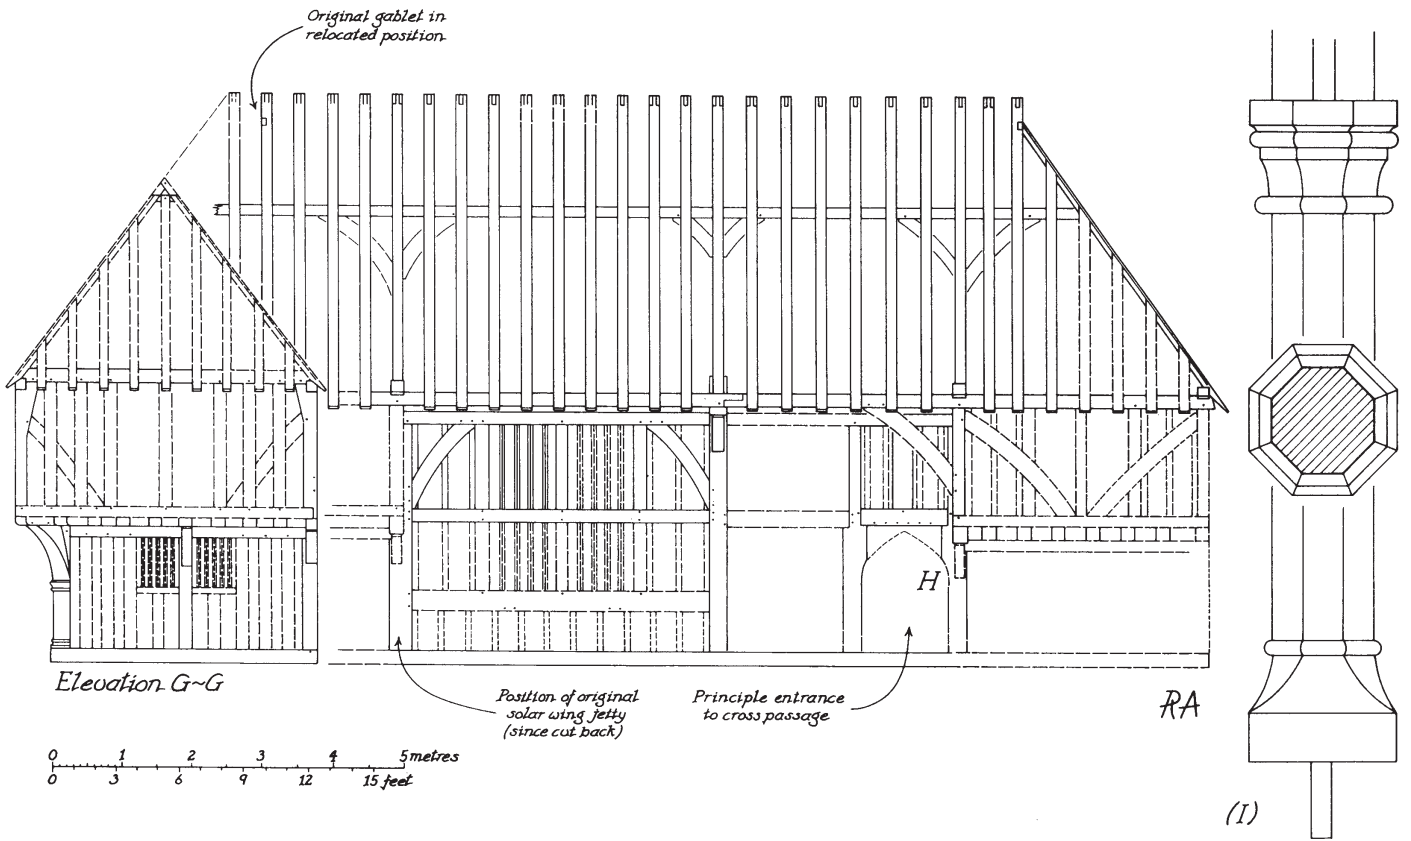 Original gablet in
relocated position
H
Elevation G~G
Position of original
solar wing jetty
(since cut back)
Principle entrance
to cross passage
RA
0 1 2 3 4 5 metres
0 3 6 9 12 15 feet
(I)